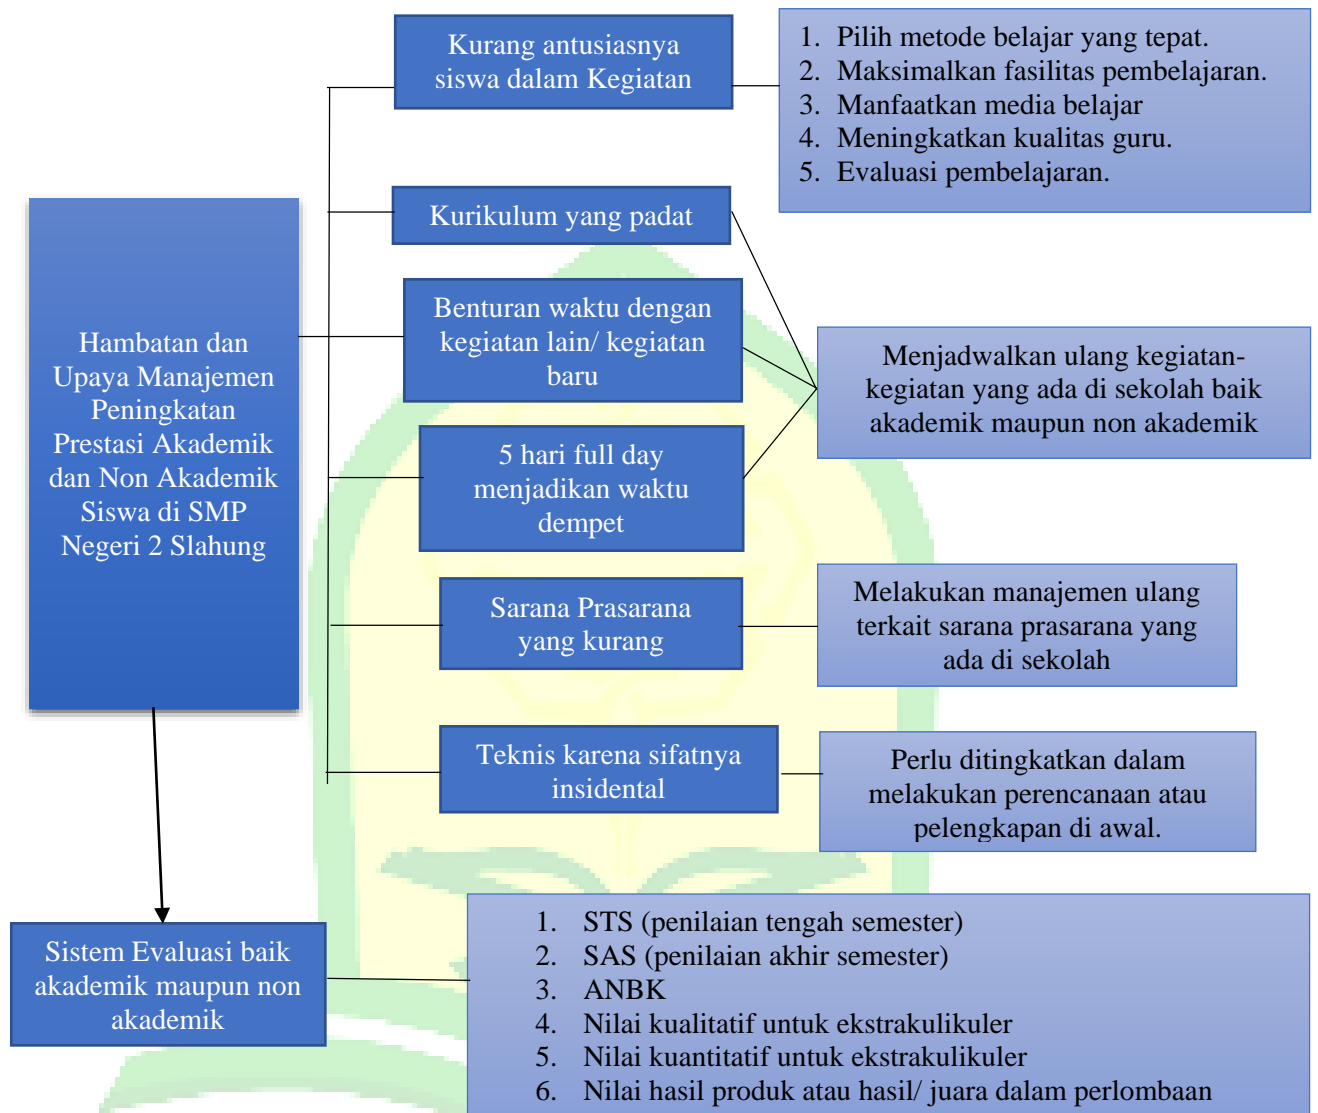 Kurang antusiasnya
siswa dalam Kegiatan
1. Pilih metode belajar yang tepat.
2. Maksimalkan fasilitas pembelajaran.
3. Manfaatkan media belajar
4. Meningkatkan kualitas guru.
5. Evaluasi pembelajaran.
Hambatan dan
Upaya Manajemen
Peningkatan
Prestasi Akademik
dan Non Akademik
Siswa di SMP
Negeri 2 Slahung
Kurikulum yang padat
Benturan waktu dengan
kegiatan lain/ kegiatan
baru
5 hari full day
menjadikan waktu
dempet
Menjadwalkan ulang kegiatan-
kegiatan yang ada di sekolah baik
akademik maupun non akademik
Sarana Prasarana
yang kurang
Melakukan manajemen ulang
terkait sarana prasarana yang
ada di sekolah
Teknis karena sifatnya
insidental
Perlu ditingkatkan dalam
melakukan perencanaan atau
pelengkapan di awal.
Sistem Evaluasi baik
akademik maupun non
akademik
1. STS (penilaian tengah semester)
2. SAS (penilaian akhir semester)
3. ANBK
4. Nilai kualitatif untuk ekstrakulikuler
5. Nilai kuantitatif untuk ekstrakulikuler
6. Nilai hasil produk atau hasil/ juara dalam perlombaan